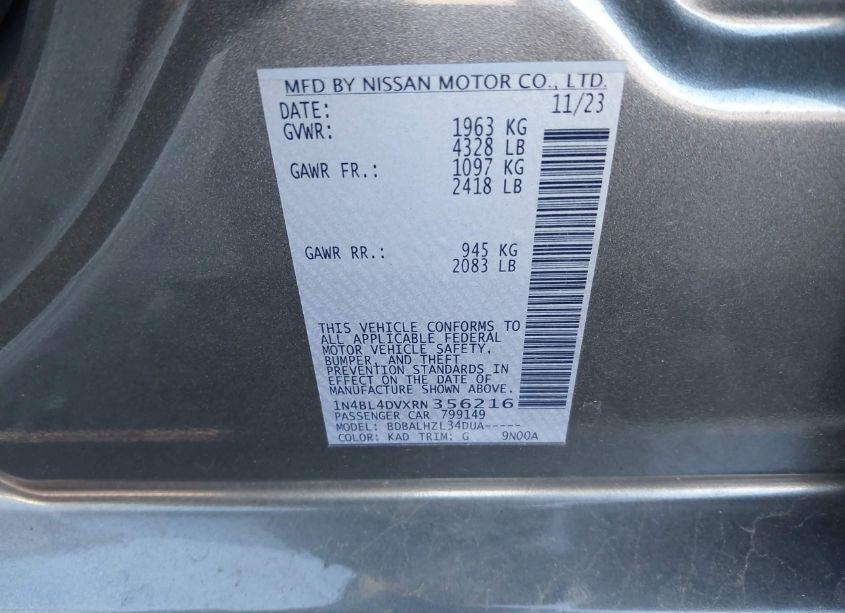 MFD BY NISSAN MOTOR CO., LTD.
DATE: 11/23
GVWR: 1963 KG
4328 LB
GAWR FR.: 1097 KG
2418 LB
GAWR RR.: 945 KG
2083 LB
THIS VEHICLE CONFORMS TO
ALL APPLICABLE FEDERAL
MOTOR VEHICLE SAFETY,
BUMPER, AND THEFT
PREVENTION STANDARDS IN
EFFECT ON THE DATE OF
MANUFACTURE SHOWN ABOVE.
1N4BL4DVXRN356216
PASSENGER CAR 799149
MODEL: BDBALHZL34DUA-----
COLOR: KAD TRIM: G 9N00A